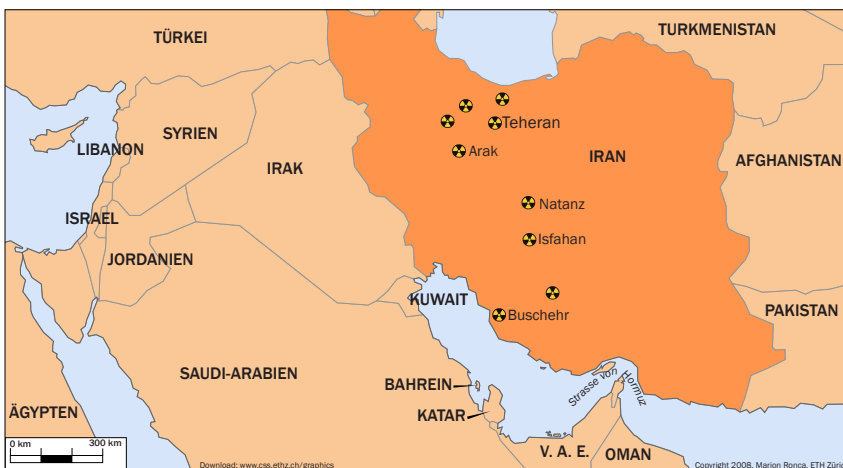 TÜRKEI
TURKMENISTAN
SYRIEN
LIBANON
IRAK
Teheran
Arak
IRAN
AFGHANISTAN
Natanz
ISRAEL
Isfahan
JORDANIEN
KUWAIT
Buschehr
PAKISTAN
SAUDI-ARABIEN
BAHREIN
Strasse von Hormuz
ÄGYPTEN
KATAR
0 km 300 km
V. A. E.
OMAN
Download: www.css.ethz.ch/graphics
Copyright 2008, Marion Ronca, ETH Züric